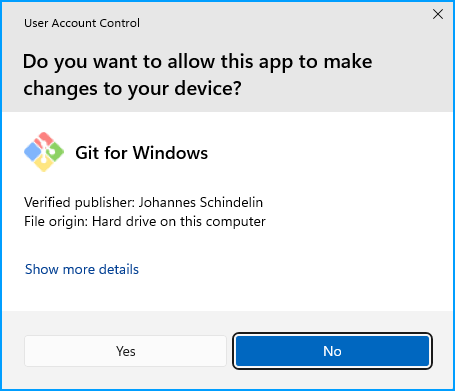 User Account Control
Do you want to allow this app to make
changes to your device?
Git for Windows
Verified publisher: Johannes Schindelin
File origin: Hard drive on this computer
Show more details
Yes
No